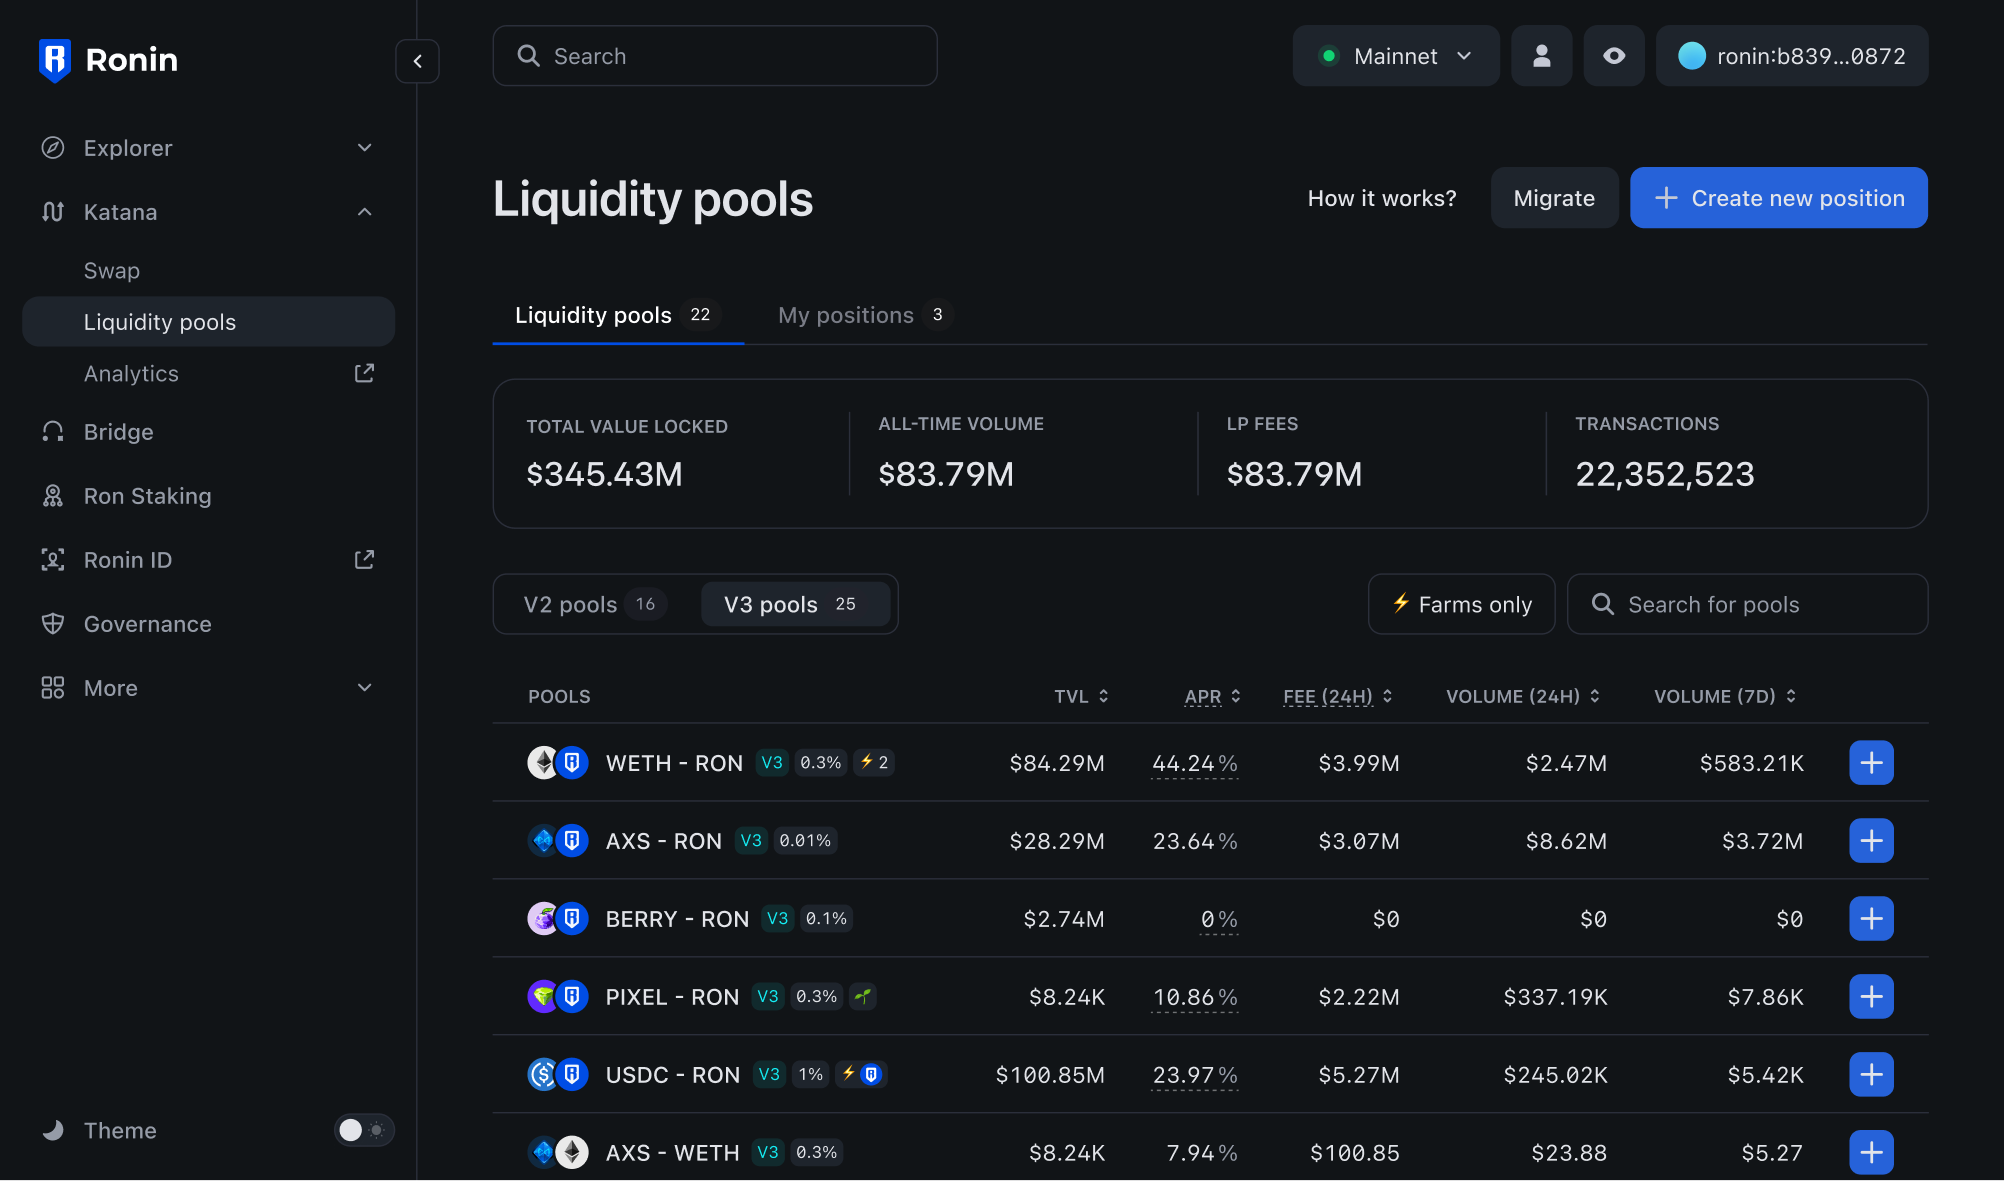 Ronin
Search
Mainnet
ronin:b839...0872
Explorer
Katana
Swap
Liquidity pools
Analytics
Bridge
Ron Staking
Ronin ID
Governance
More
Theme
Liquidity pools
How it works?
Migrate
Create new position
Liquidity pools 22
My positions 3
TOTAL VALUE LOCKED
$345.43M
ALL-TIME VOLUME
$83.79M
LP FEES
$83.79M
TRANSACTIONS
22,352,523
V2 pools 16
V3 pools 25
Farms only
Search for pools
POOLS TVL APR FEE (24H) VOLUME (24H) VOLUME (7D)
WETH - RON V3 0.3% 2 $84.29M 44.24% $3.99M $2.47M $583.21K
AXS - RON V3 0.01% $28.29M 23.64% $3.07M $8.62M $3.72M
BERRY - RON V3 0.1% $2.74M 0% $0 $0 $0
PIXEL - RON V3 0.3% $8.24K 10.86% $2.22M $337.19K $7.86K
USDC - RON V3 1% $100.85M 23.97% $5.27M $245.02K $5.42K
AXS - WETH V3 0.3% $8.24K 7.94% $100.85 $23.88 $5.27